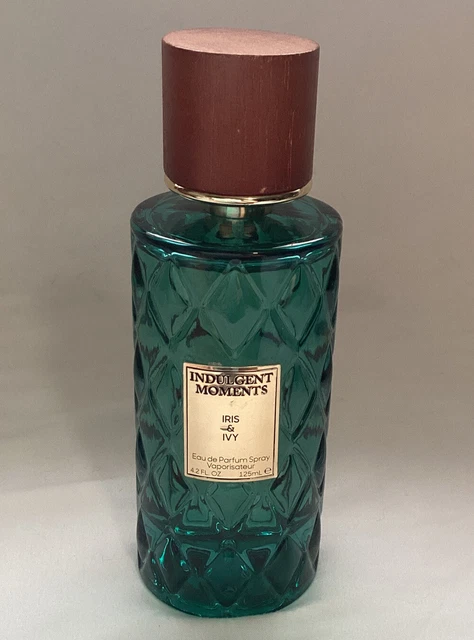 INDULGENT
MOMENTS
IRIS
&
IVY
Eau de Parfum Spray
Vaporisateur
4.2 FL. OZ 125mL ℮